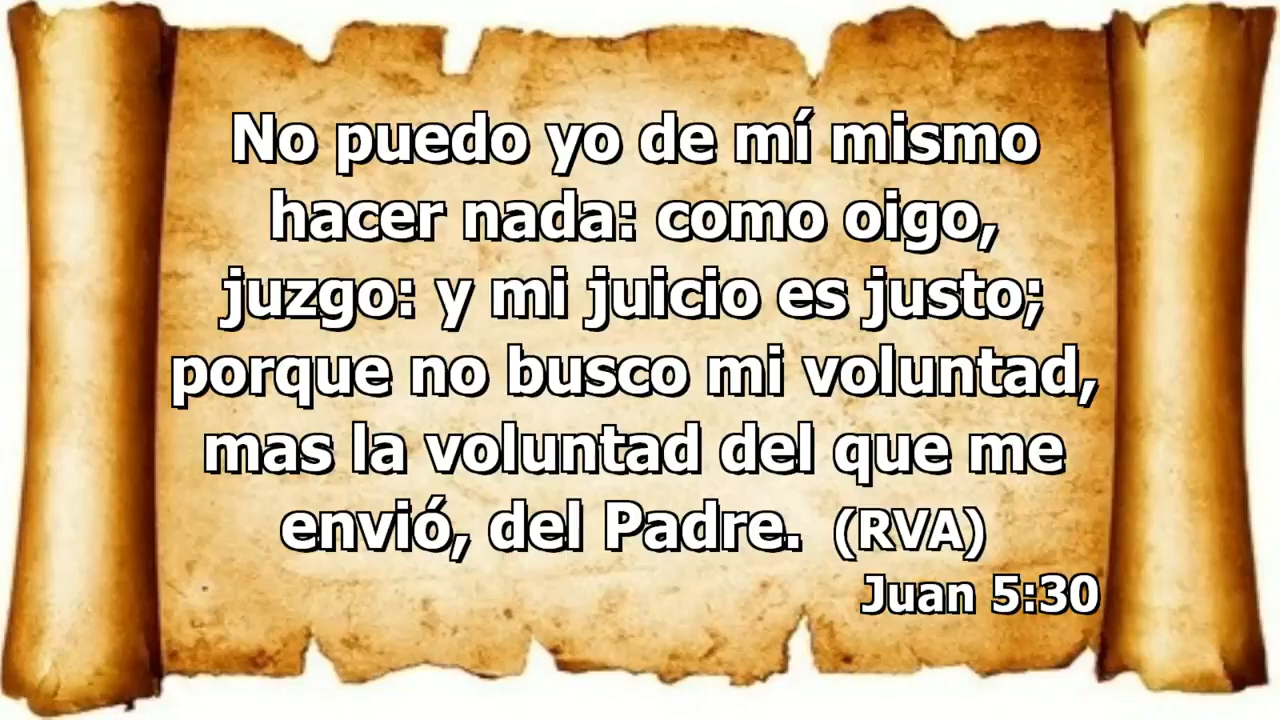 No puedo yo de mí mismo
hacer nada: como oigo,
juzgo: y mi juicio es justo;
porque no busco mi voluntad,
mas la voluntad del que me
envió, del Padre. (RVA)
Juan 5:30